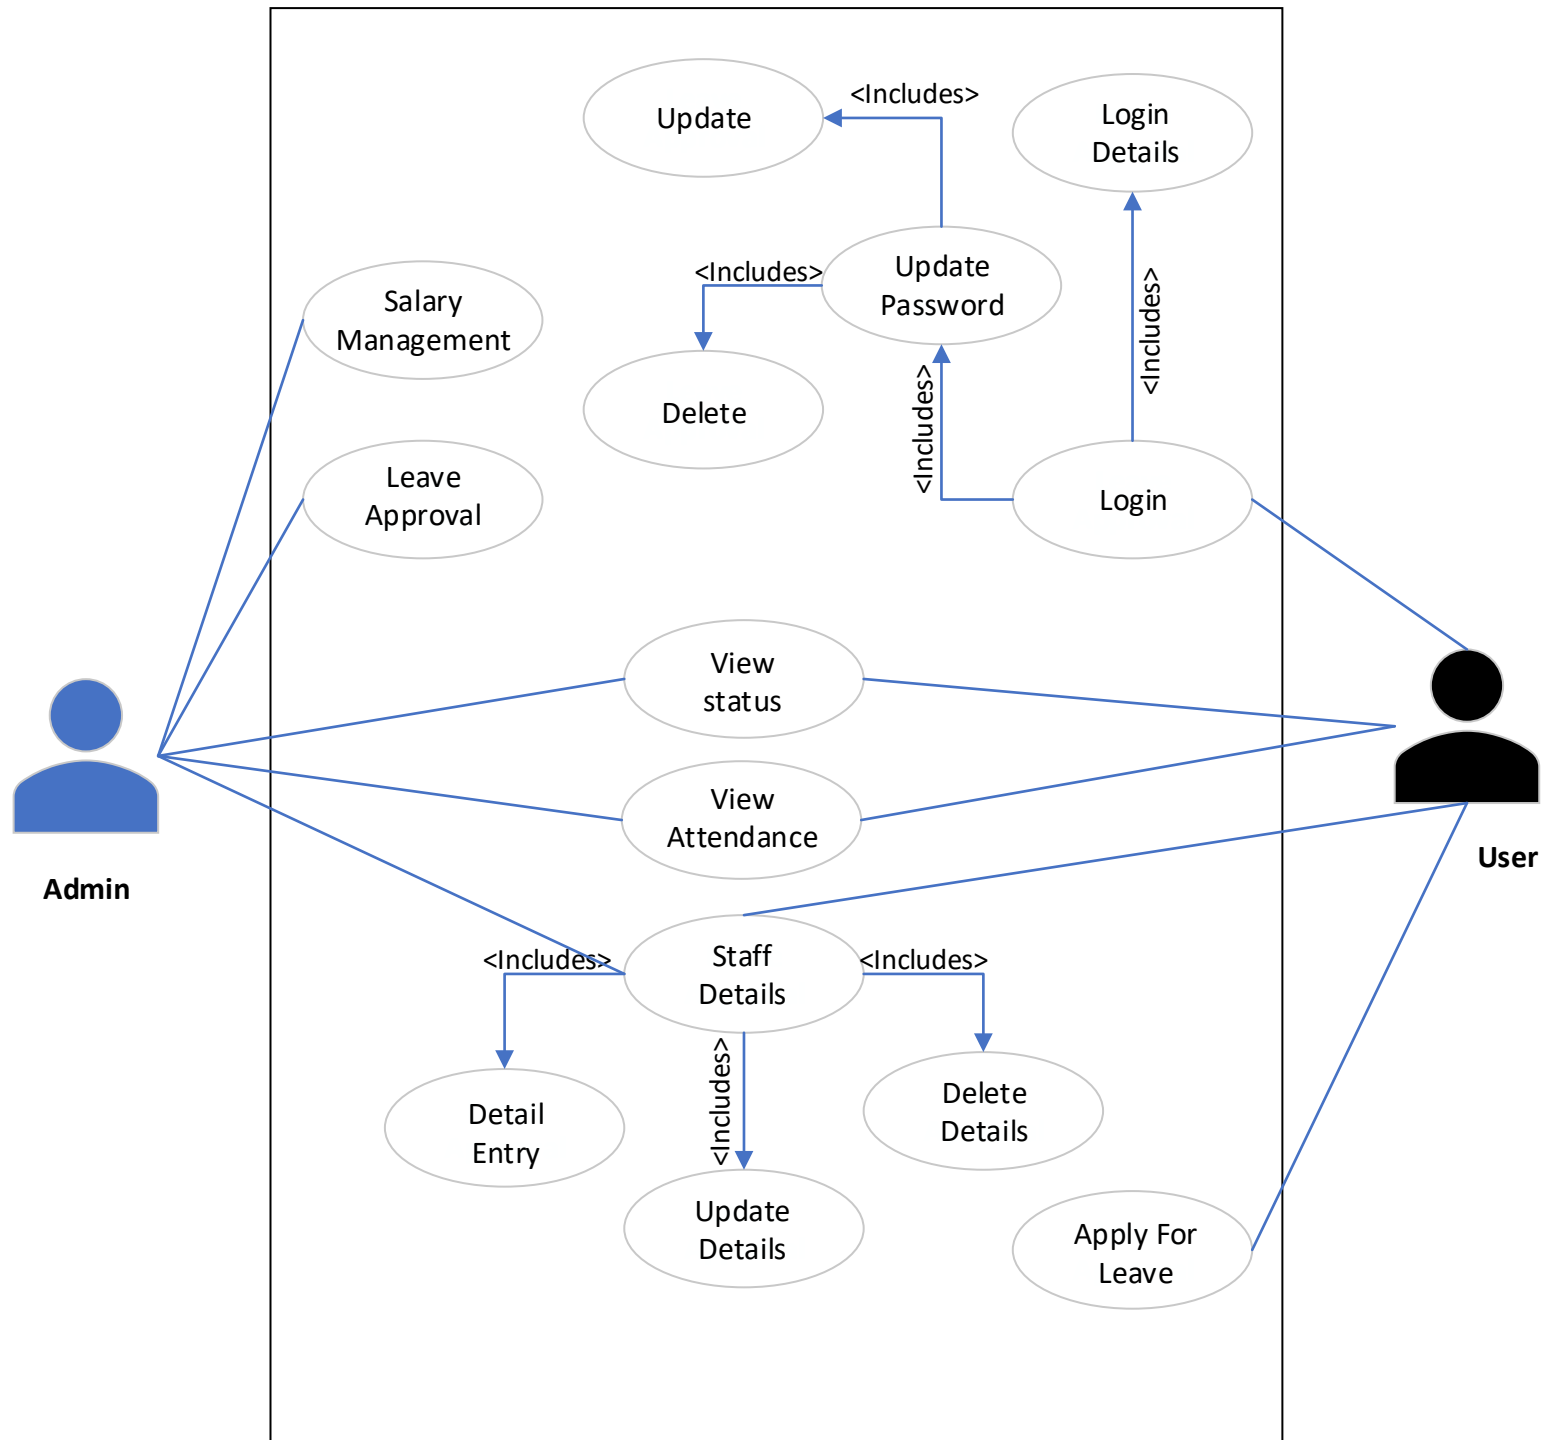 <Includes>
Update
Login
Details
<Includes>
Update
Password
<Includes>
Salary
Management
Delete
<Includes>
Leave
Approval
Login
View
status
View
Attendance
Admin
User
<Includes>
Staff
Details
<Includes>
<Includes>
Detail
Entry
Delete
Details
Update
Details
Apply For
Leave